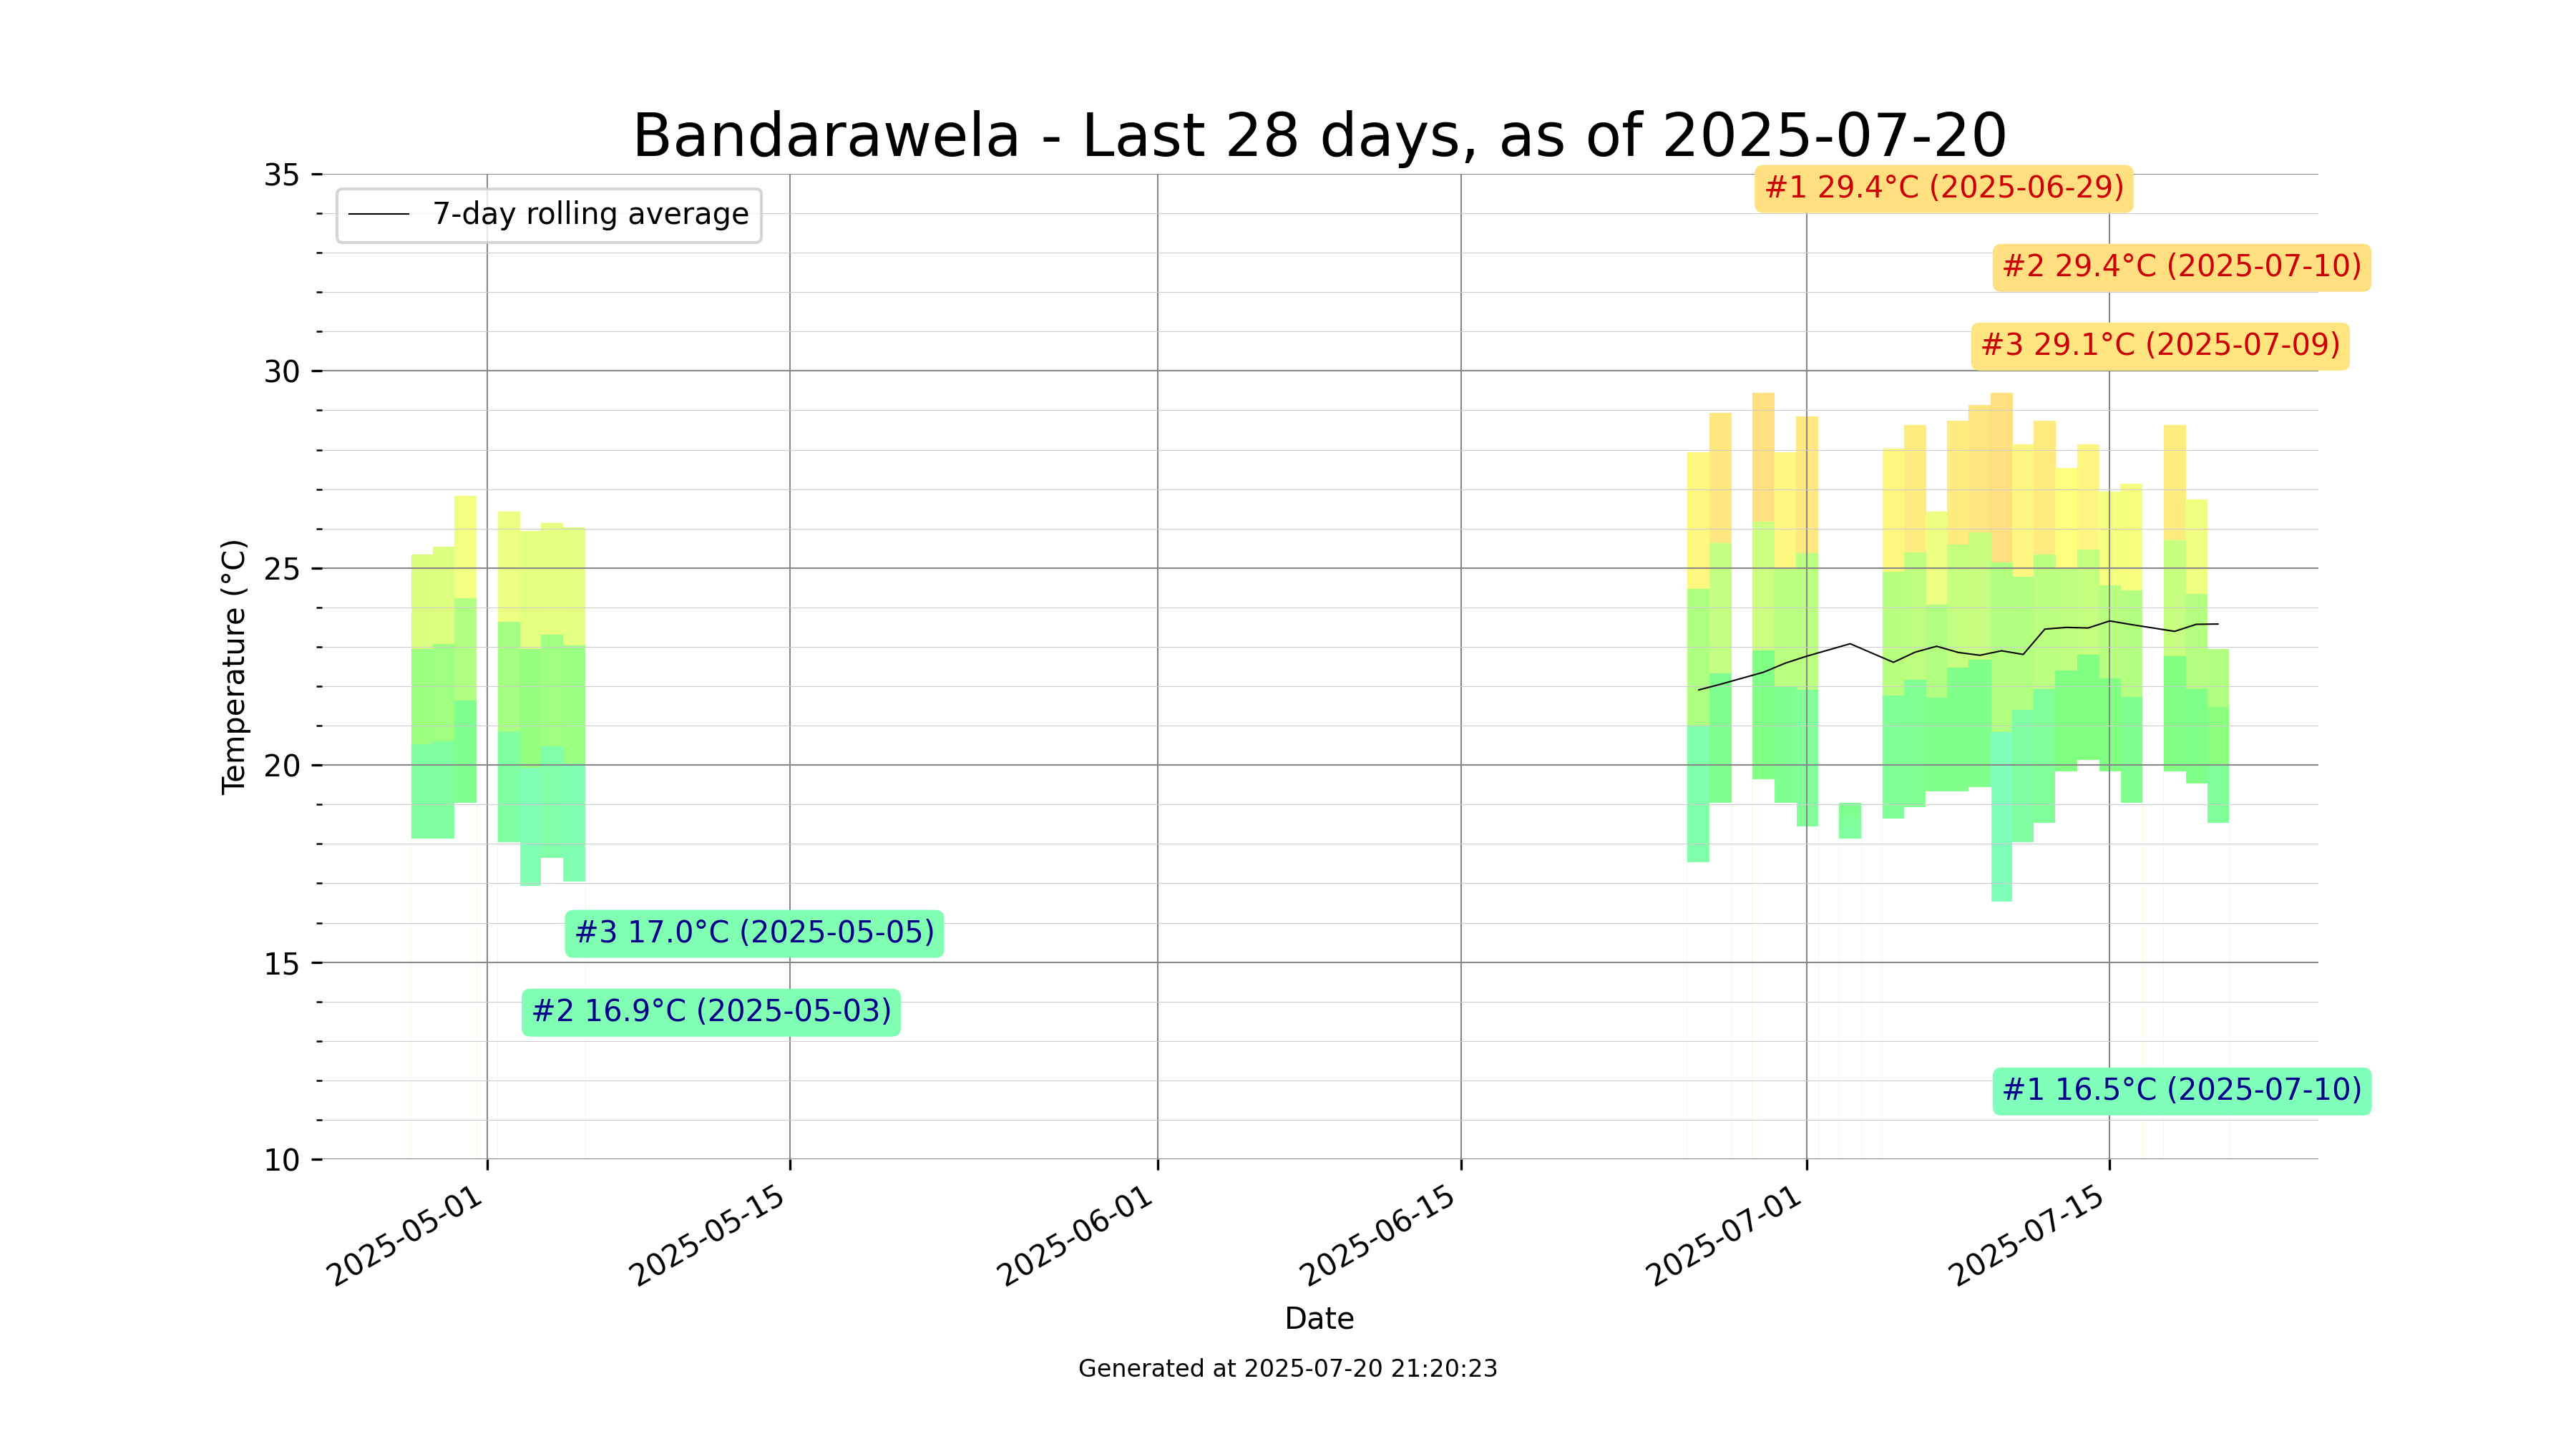 Bandarawela - Last 28 days, as of 2025-07-20
35
30
25
20
15
10
Temperature (°C)
7-day rolling average
#1 29.4°C (2025-06-29)
#2 29.4°C (2025-07-10)
#3 29.1°C (2025-07-09)
#3 17.0°C (2025-05-05)
#2 16.9°C (2025-05-03)
#1 16.5°C (2025-07-10)
2025-05-01
2025-05-15
2025-06-01
2025-06-15
2025-07-01
2025-07-15
Date
Generated at 2025-07-20 21:20:23